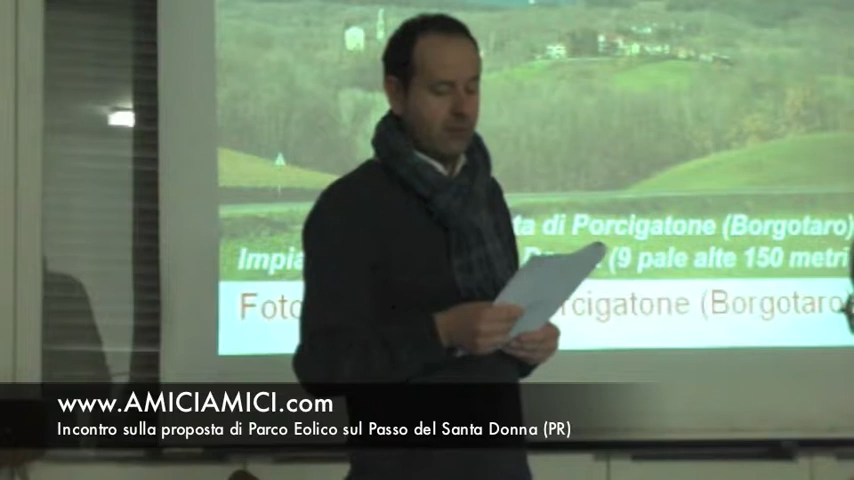 ta di Porcigatone (Borgotaro)
Impia (9 pale alte 150 metri
Foto rcigatone (Borgotaro
www.AMICIAMICI.com
Incontro sulla proposta di Parco Eolico sul Passo del Santa Donna (PR)